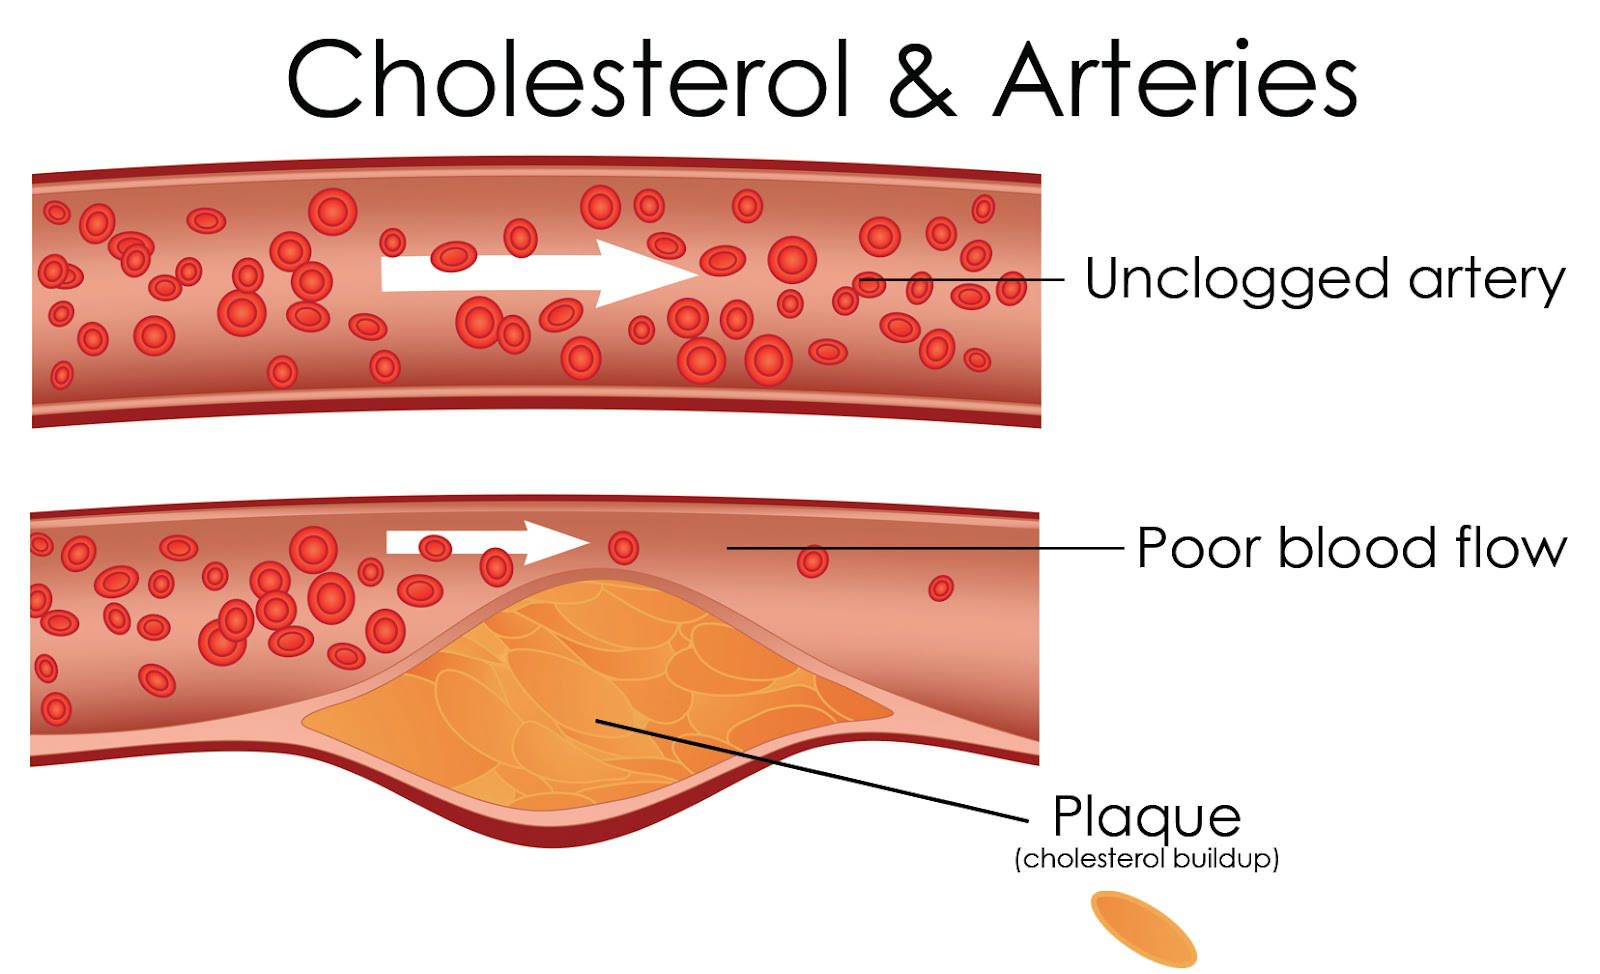 Cholesterol & Arteries
Unclogged artery
Poor blood flow
Plaque
(cholesterol buildup)